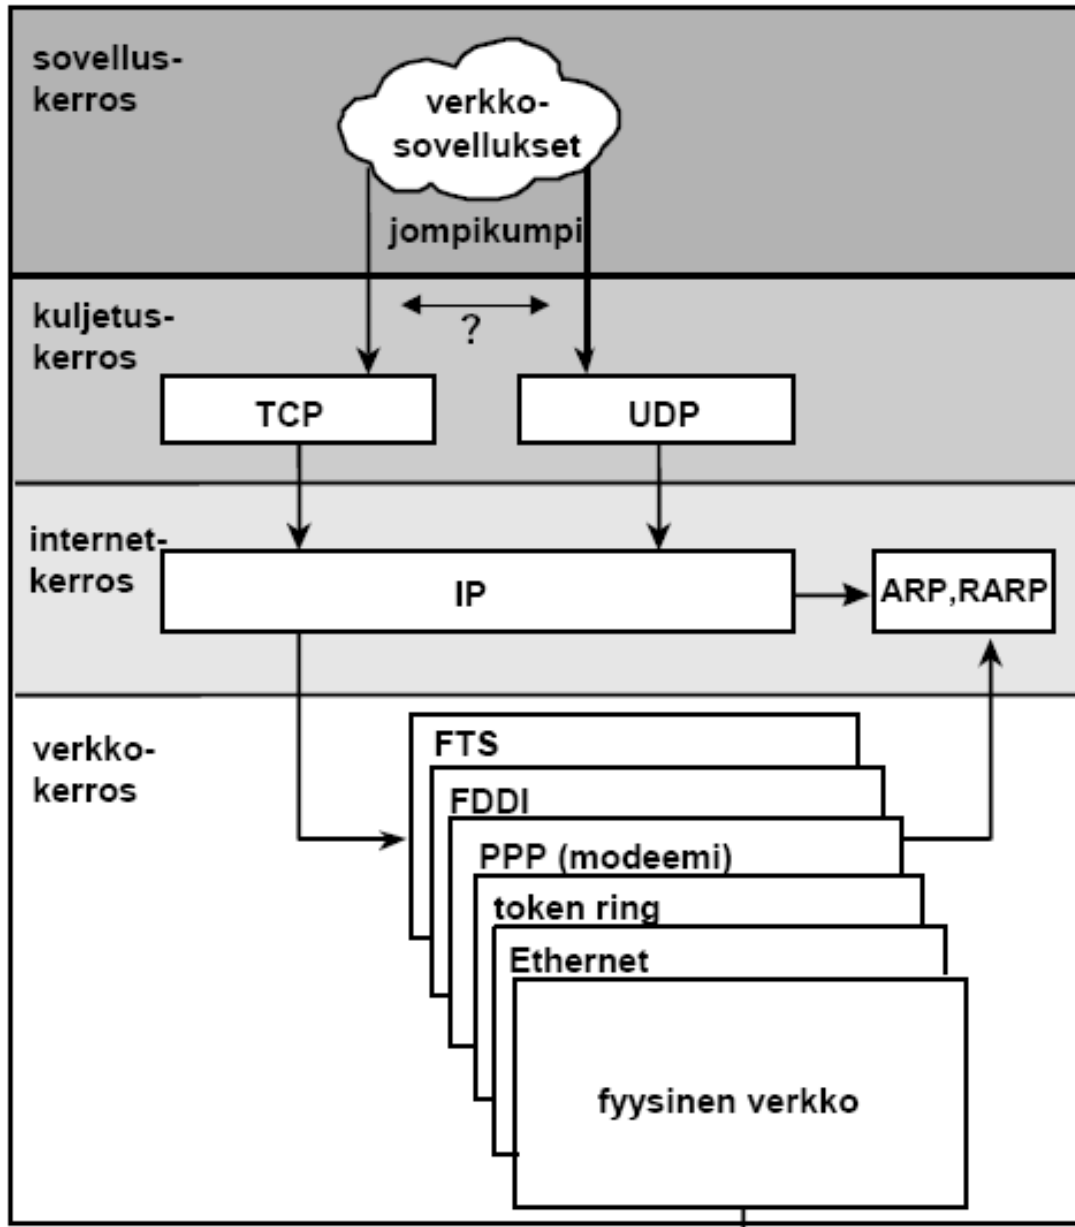 sovellus-
kerros
verkko-
sovellukset
jompikumpi
kuljetus-
kerros
?
TCP
UDP
internet-
kerros
IP
ARP,RARP
verkko-
kerros
FTS
FDDI
PPP (modeemi)
token ring
Ethernet
fyysinen verkko